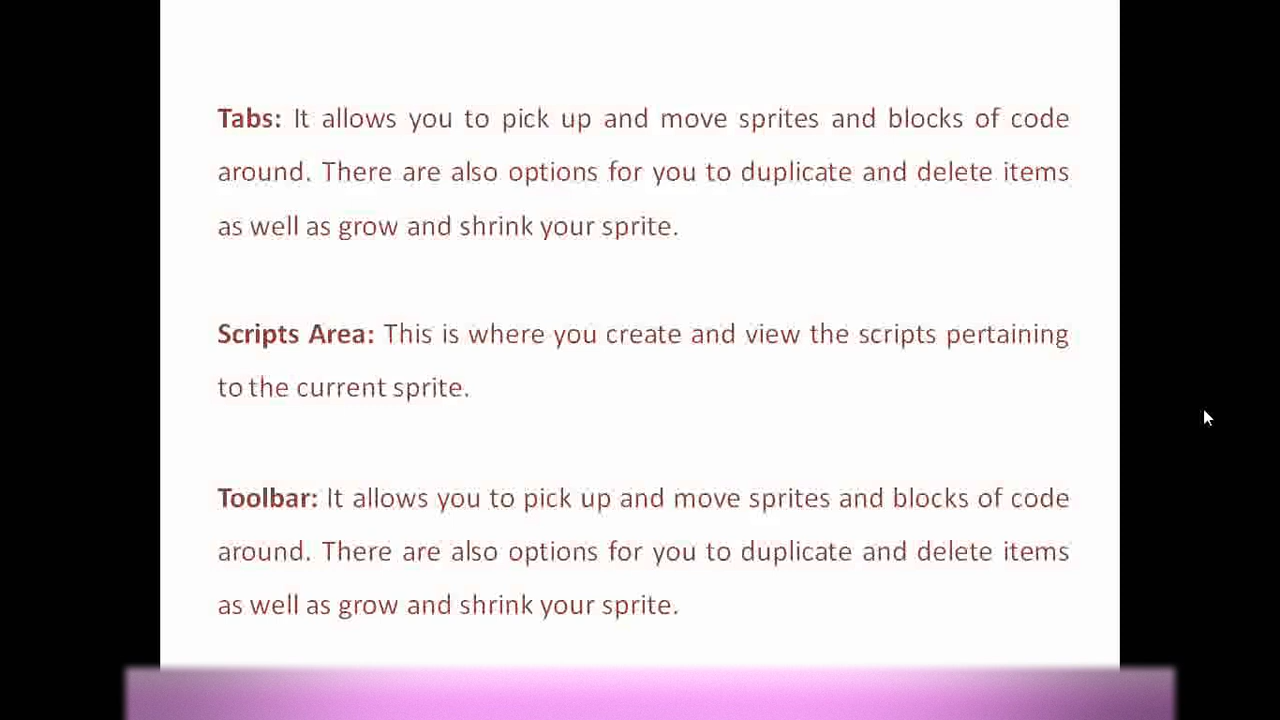 Tabs: It allows you to pick up and move sprites and blocks of code
around. There are also options for you to duplicate and delete items
as well as grow and shrink your sprite.
Scripts Area: This is where you create and view the scripts pertaining
to the current sprite.
Toolbar: It allows you to pick up and move sprites and blocks of code
around. There are also options for you to duplicate and delete items
as well as grow and shrink your sprite.